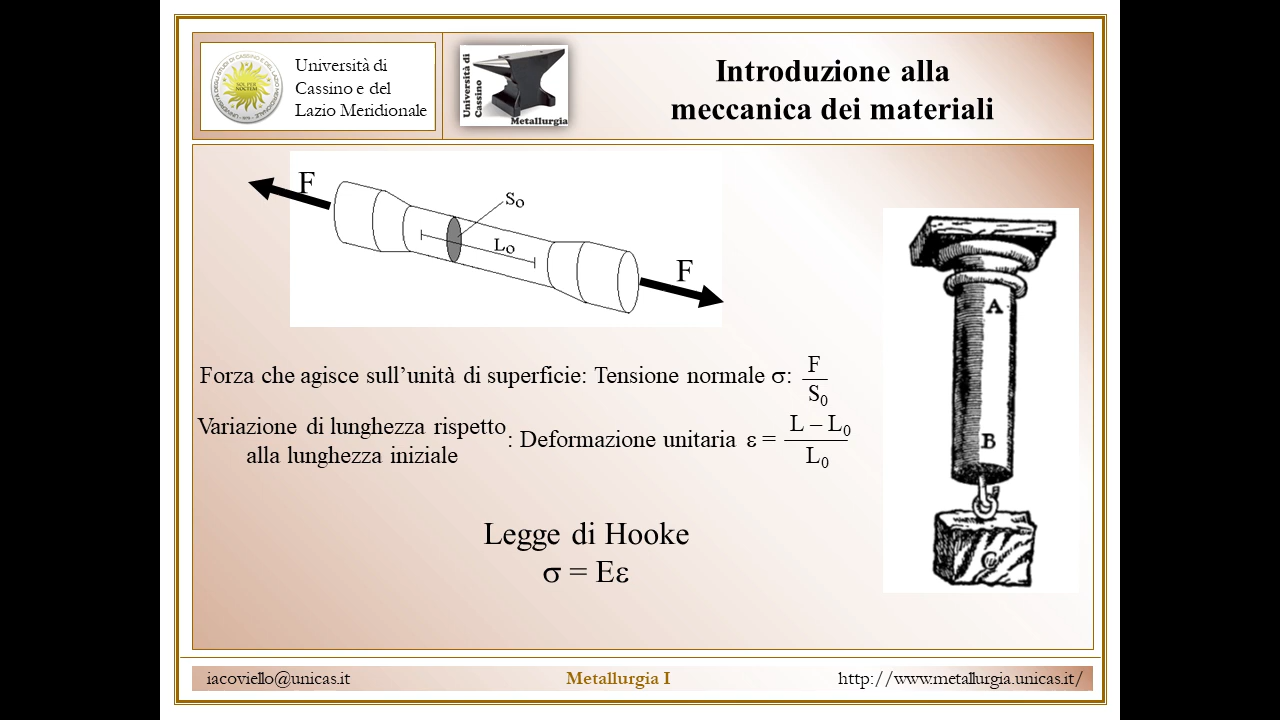 Università di
Cassino e del
Lazio Meridionale
Università di
Cassino
Metallurgia
Introduzione alla
meccanica dei materiali
F
S₀
L₀
F
A
B
C
Forza che agisce sull’unità di superficie: Tensione normale σ: F
S₀
Variazione di lunghezza rispetto
alla lunghezza iniziale
: Deformazione unitaria ε = L – L₀
L₀
Legge di Hooke
σ = Eε
iacoviello@unicas.it
Metallurgia I
http://www.metallurgia.unicas.it/